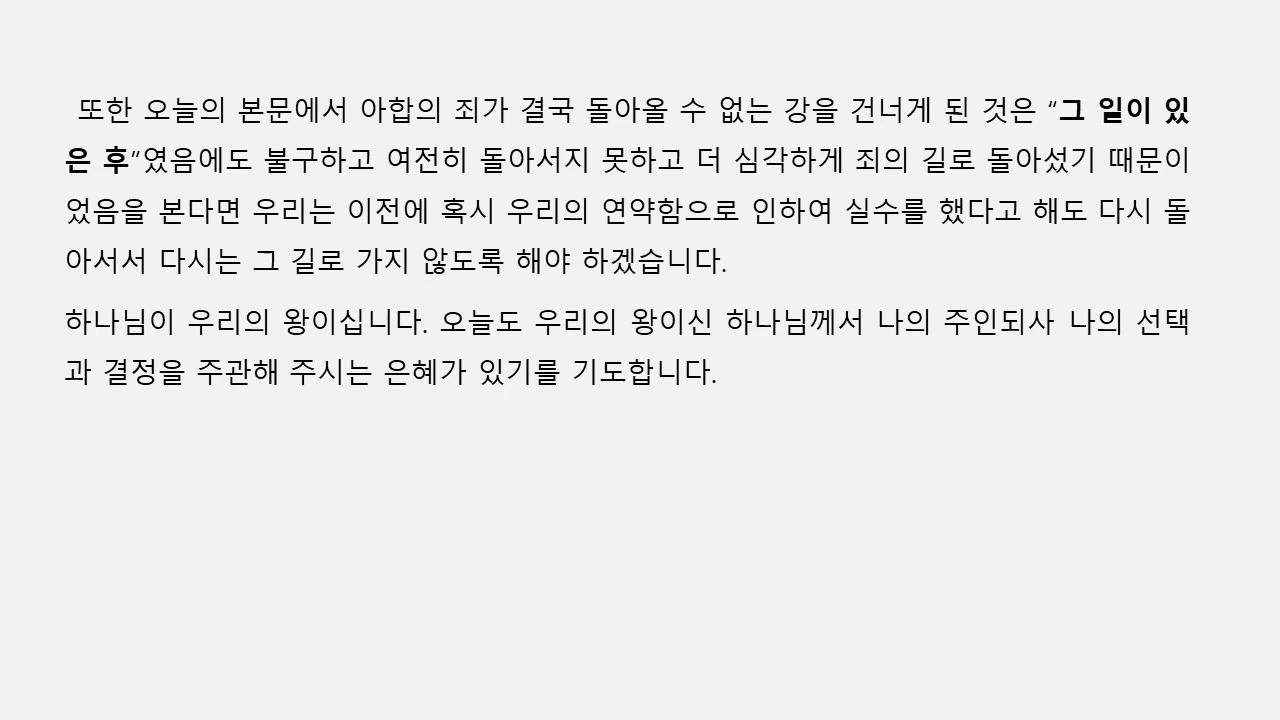 또한 오늘의 본문에서 아합의 죄가 결국 돌아올 수 없는 강을 건너게 된 것은 “그 일이 있
은 후”였음에도 불구하고 여전히 돌아서지 못하고 더 심각하게 죄의 길로 돌아섰기 때문이
었음을 본다면 우리는 이전에 혹시 우리의 연약함으로 인하여 실수를 했다고 해도 다시 돌
아서서 다시는 그 길로 가지 않도록 해야 하겠습니다.
하나님이 우리의 왕이십니다. 오늘도 우리의 왕이신 하나님께서 나의 주인되사 나의 선택
과 결정을 주관해 주시는 은혜가 있기를 기도합니다.